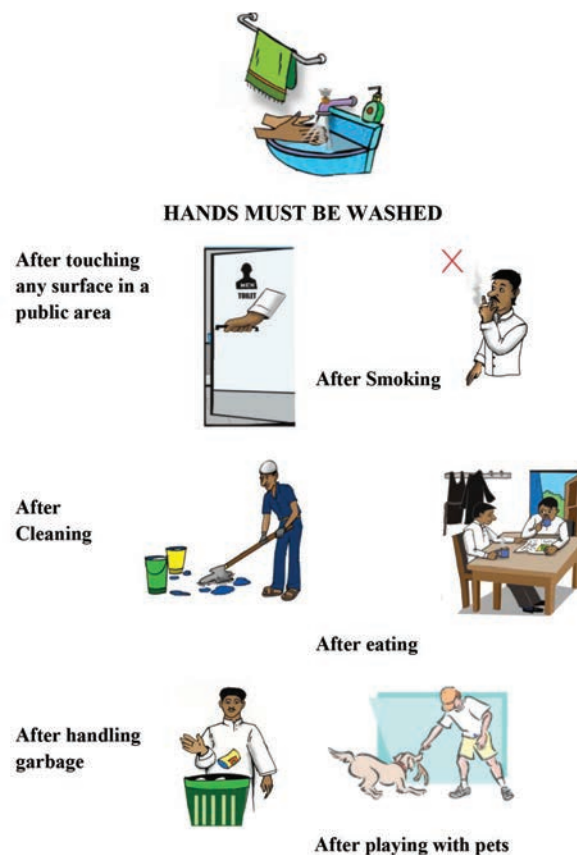 HANDS MUST BE WASHED
After touching
any surface in a
public area
MEN
TOILET
After Smoking
After
Cleaning
After eating
After handling
garbage
After playing with pets